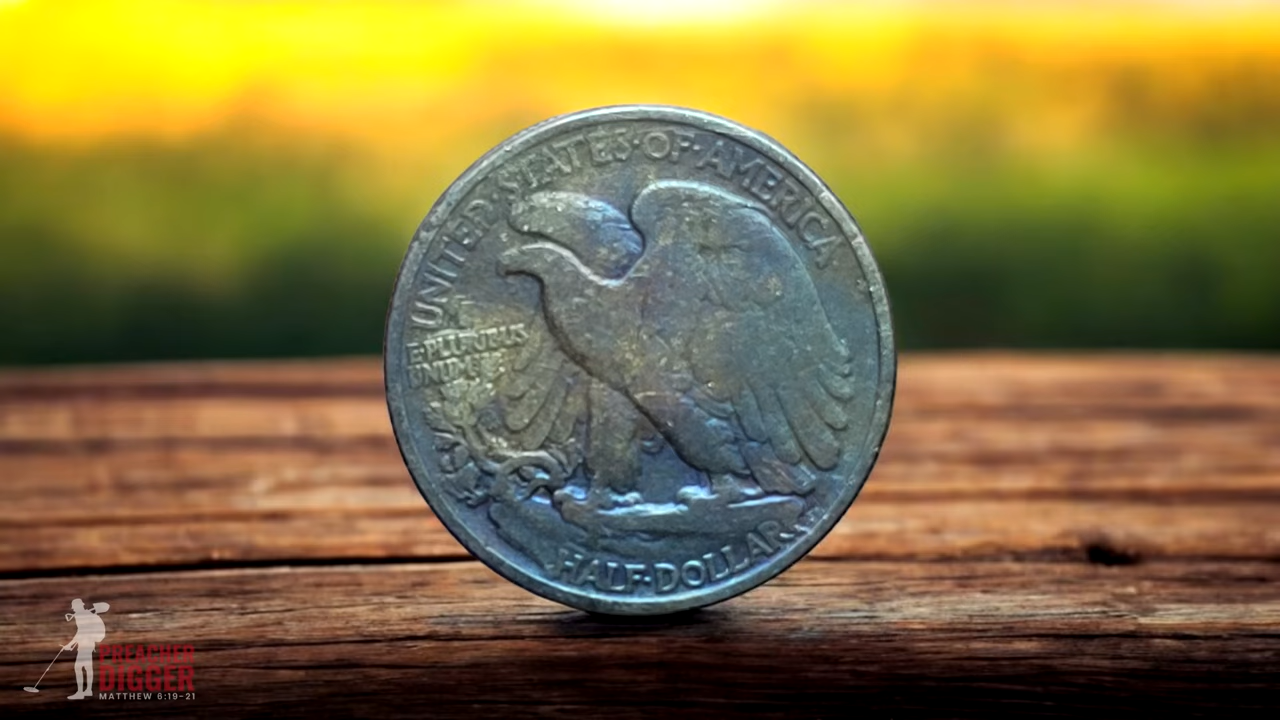 UNITED·STATES·OF·AMERICA
E·PLURIBUS
UNUM
HALF·DOLLAR
PREACHER
DIGGER
MATTHEW 6:19-21